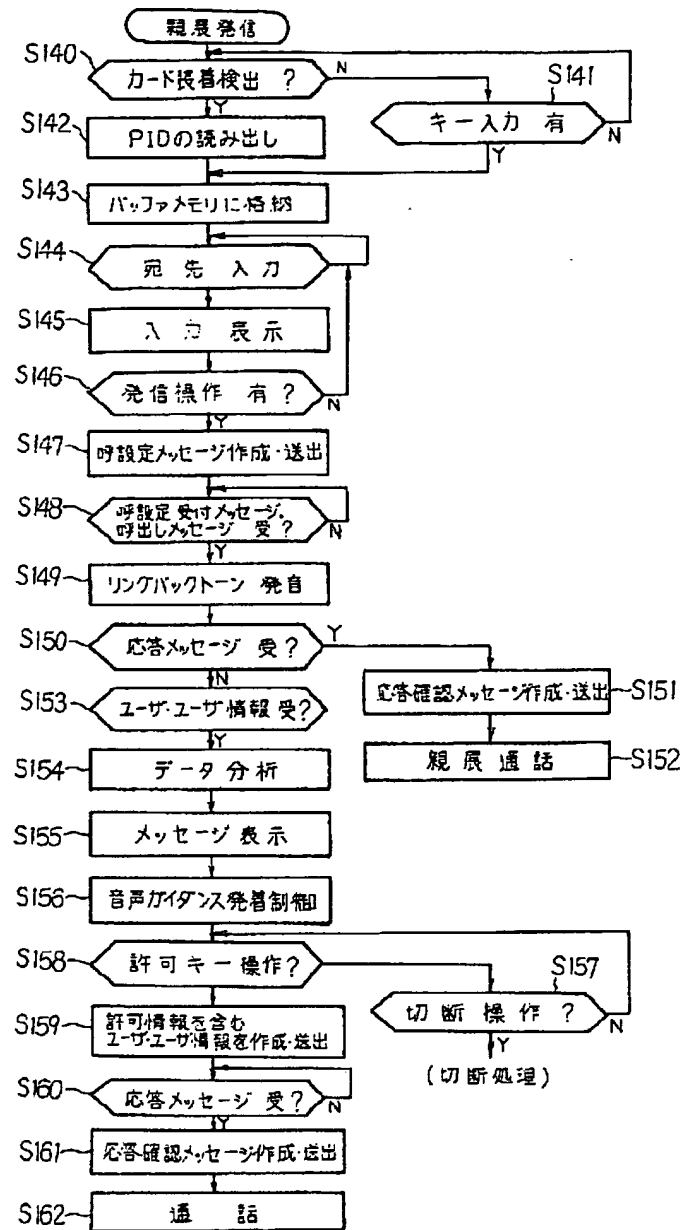 親展発信
S140
カード装着検出 ?
N
S141
Y
キー入力 有
N
S142
PIDの読み出し
Y
S143
バッファメモリに格納
S144
宛先入力
S145
入力表示
S146
発信操作 有?
N
Y
S147
呼設定メッセージ作成・送出
S148
呼設定受付メッセージ。
呼出しメッセージ 受?
N
Y
S149
リングバックトーン 発音
S150
応答メッセージ 受?
Y
N
S153
ユーザ・ユーザ情報 受?
応答確認メッセージ作成・送出
S151
Y
S154
データ分析
親展通話
S152
S155
メッセージ表示
S156
音声ガイダンス発着制御
S158
許可キー操作?
S157
切断操作 ?
N
S159
許可情報を含む
ユーザ・ユーザ情報を作成・送出
Y
(切断処理)
S160
応答メッセージ 受?
N
Y
S161
応答確認メッセージ作成・送出
S162
通話